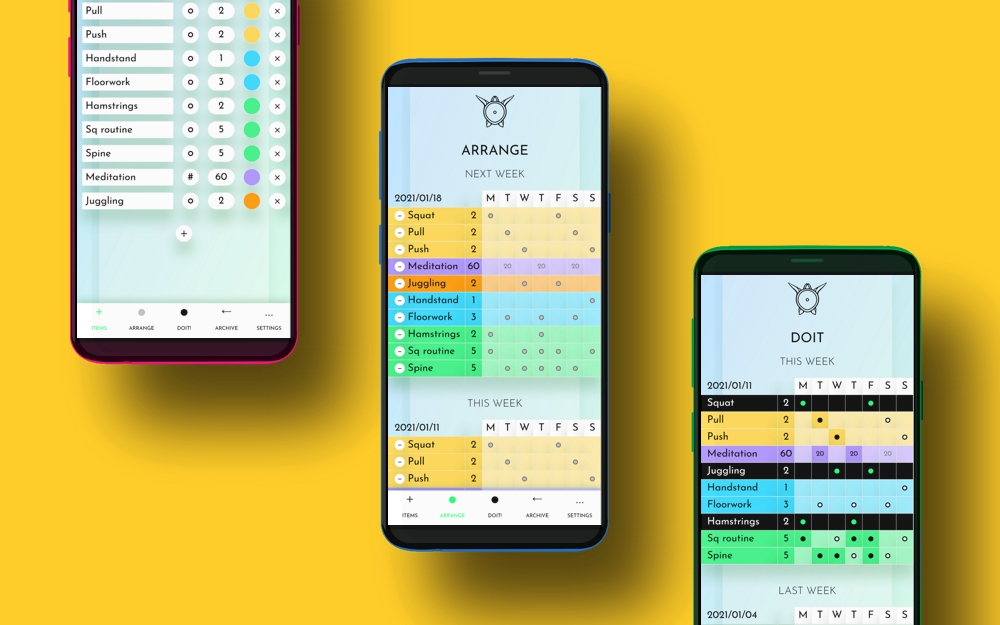 Pull o 2 ×
Push o 2 ×
Handstand o 1 ×
Floorwork o 3 ×
Hamstrings o 2 ×
Sq routine o 5 ×
Spine o 5 ×
Meditation # 60 ×
Juggling o 2 ×
+
ITEMS ARRANGE DOIT! ARCHIVE SETTINGS
ARRANGE
NEXT WEEK
2021/01/18 M T W T F S S
Squat 2
Pull 2
Push 2
Meditation 60 20 20 20
Juggling 2
Handstand 1
Floorwork 3
Hamstrings 2
Sq routine 5
Spine 5
THIS WEEK
2021/01/11 M T W T F S S
Squat 2
Pull 2
Push 2
ITEMS ARRANGE DOIT! ARCHIVE SETTINGS
DOIT
THIS WEEK
2021/01/11 M T W T F S S
Squat 2
Pull 2
Push 2
Meditation 60 20 20 20
Juggling 2
Handstand 1
Floorwork 3
Hamstrings 2
Sq routine 5
Spine 5
LAST WEEK
2021/01/04 M T W T F S S